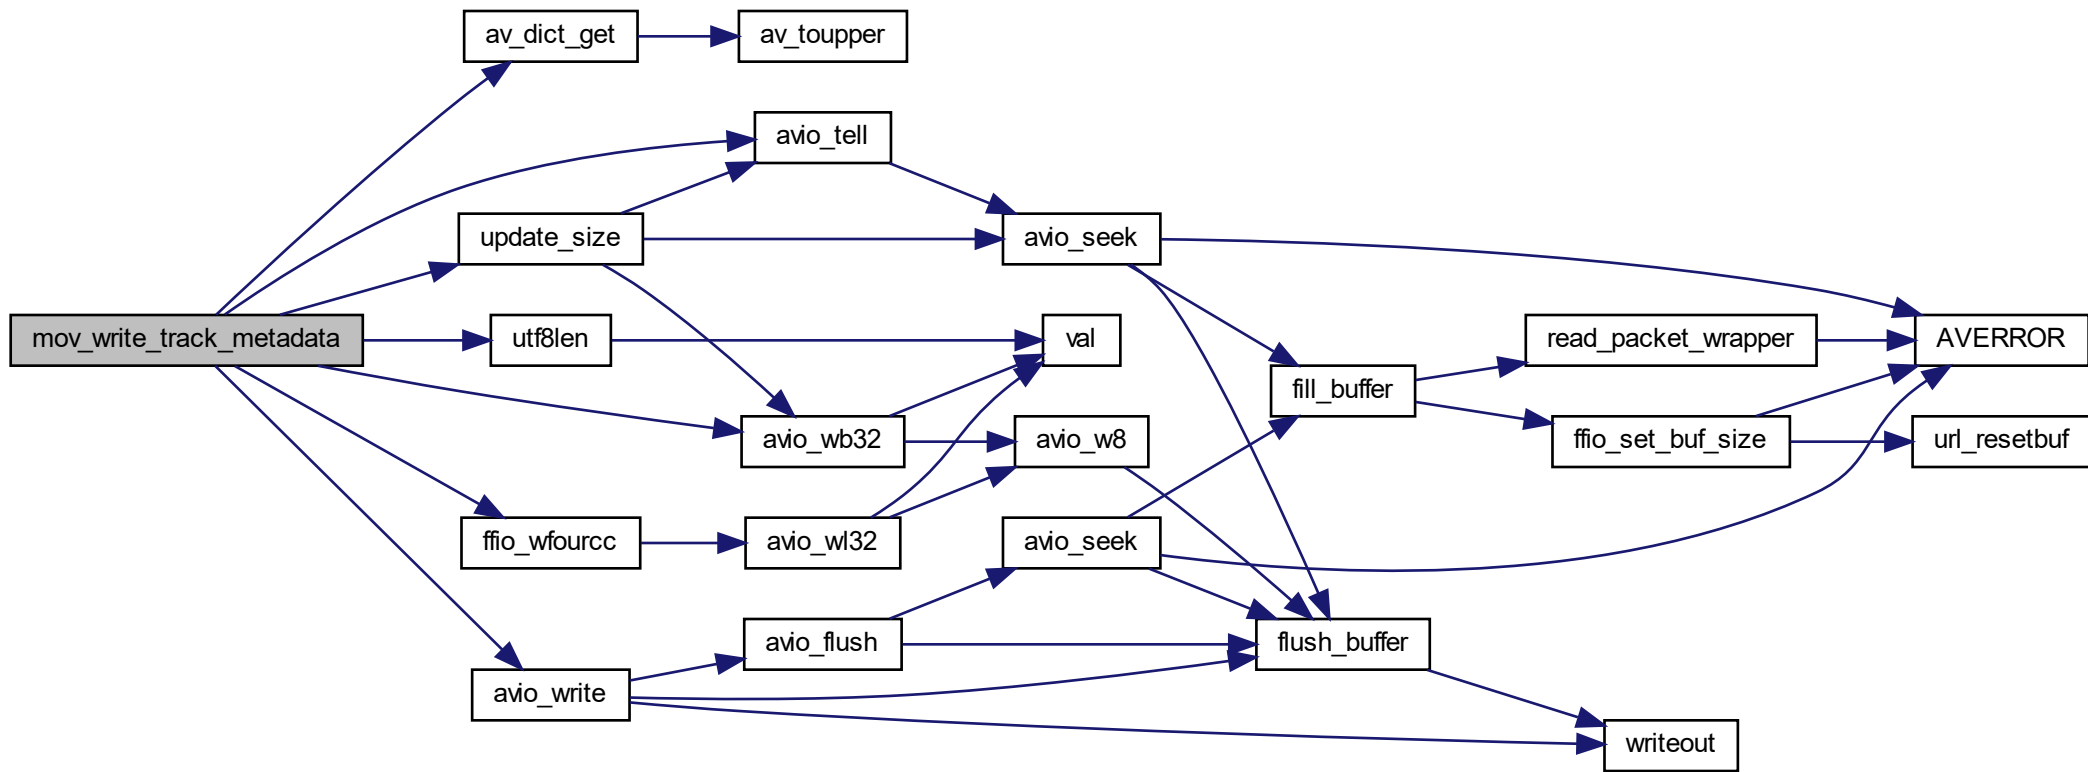 av_dict_get
av_toupper
avio_tell
update_size
avio_seek
mov_write_track_metadata
utf8len
val
read_packet_wrapper
AVERROR
fill_buffer
avio_wb32
avio_w8
ffio_set_buf_size
url_resetbuf
ffio_wfourcc
avio_wl32
avio_seek
avio_flush
flush_buffer
avio_write
writeout